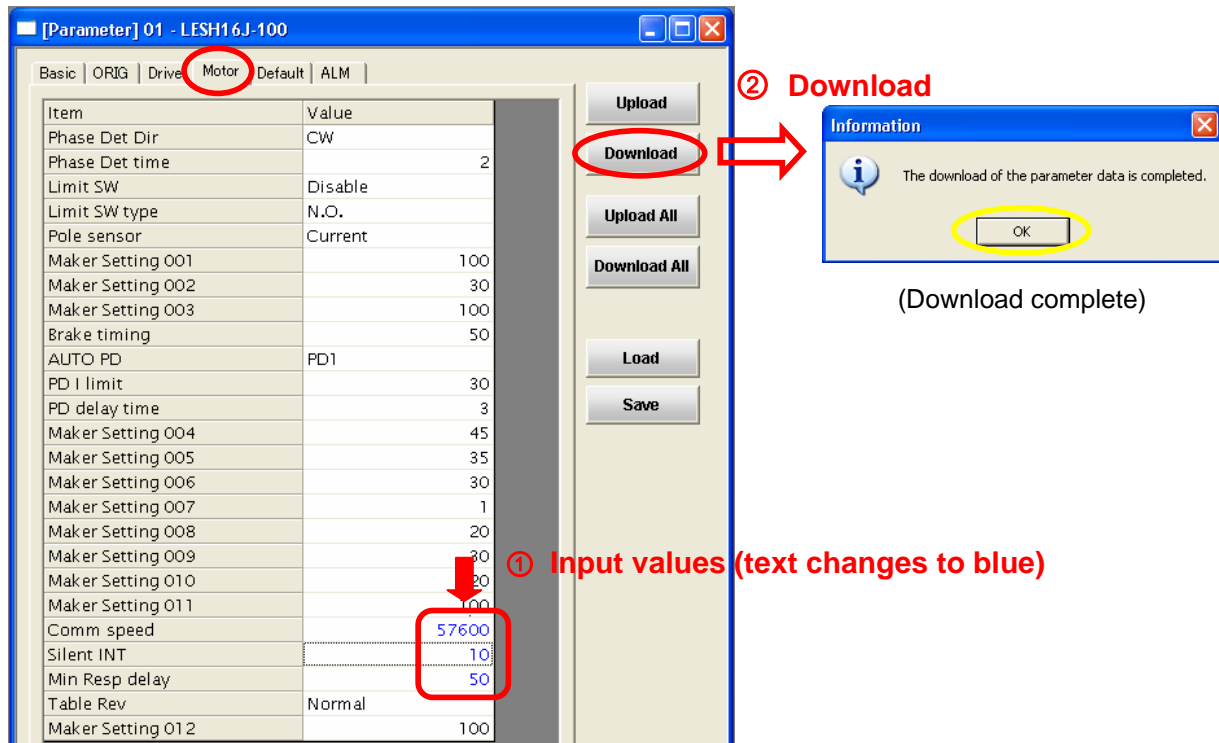 [Parameter] 01 - LESH16J-100
Basic ORIG Drive Motor Default ALM
Item Value
Phase Det Dir CW
Phase Det time 2
Limit SW Disable
Limit SW type N.O.
Pole sensor Current
Maker Setting 001 100
Maker Setting 002 30
Maker Setting 003 100
Brake timing 50
AUTO PD PD1
PD I limit 30
PD delay time 3
Maker Setting 004 45
Maker Setting 005 35
Maker Setting 006 30
Maker Setting 007 1
Maker Setting 008 20
Maker Setting 009 30
Maker Setting 010 20
Maker Setting 011 100
Comm speed 57600
Silent INT 10
Min Resp delay 50
Table Rev Normal
Maker Setting 012 100
Upload
Download
Upload All
Download All
Load
Save
② Download
Information
The download of the parameter data is completed.
OK
(Download complete)
① Input values (text changes to blue)